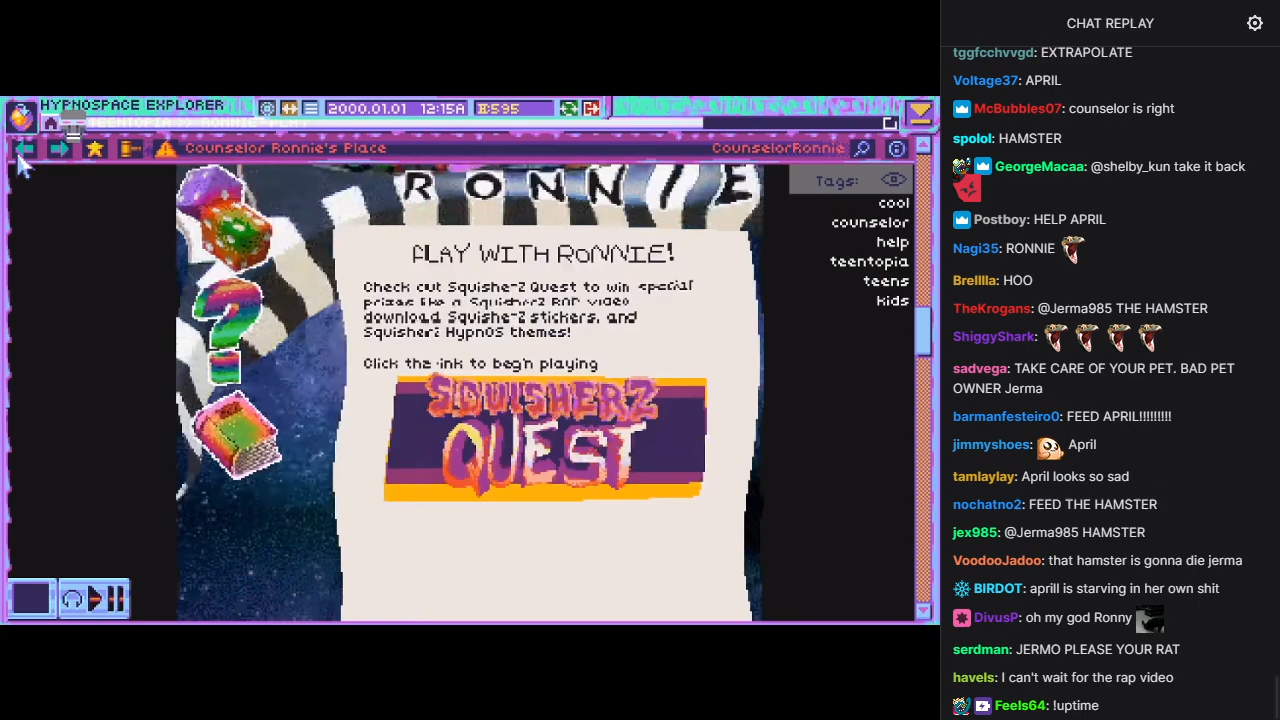 HYPNOSPACE EXPLORER
2000.01.01 12:15A
595
TEENTOPIA >> RONNIE'S PLAY
Counselor Ronnie's Place
CounselorRonnie
RONNIE
PLAY WITH RONNIE!
Check out SquisherZ Quest to win special
prizes like a SquisherZ RAP video
download, SquisherZ stickers, and
SquisherZ HypnOS themes!
Click the link to begin playing
SQUISHERZ
QUEST
Tags:
cool
counselor
help
teentopia
teens
kids
CHAT REPLAY
tggfcchvvgd: EXTRAPOLATE
Voltage37: APRIL
McBubbles07: counselor is right
spolol: HAMSTER
GeorgeMacaa: @shelby_kun take it back
Postboy: HELP APRIL
Nagi35: RONNIE
Brelllla: HOO
TheKrogans: @Jerma985 THE HAMSTER
ShiggyShark:
sadvega: TAKE CARE OF YOUR PET. BAD PET
OWNER Jerma
barmanfesteiro0: FEED APRIL!!!!!!!!!
jimmyshoes: April
tamlaylay: April looks so sad
nochatno2: FEED THE HAMSTER
jex985: @Jerma985 HAMSTER
VoodooJadoo: that hamster is gonna die jerma
BIRDOT: aprill is starving in her own shit
DivusP: oh my god Ronny
serdman: JERMO PLEASE YOUR RAT
havels: I can't wait for the rap video
Feels64: !uptime